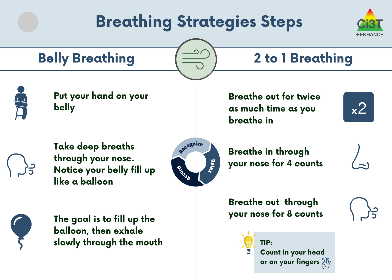 Breathing Strategies Steps
Ci3T
ENHANCE
Belly Breathing
2 to 1 Breathing
Put your hand on your
belly
Take deep breaths
through your nose.
Notice your belly fill up
like a balloon
The goal is to fill up the
balloon, then exhale
slowly through the mouth
Recognize
Breathe out for twice
as much time as you
breathe in
x2
Breathe in through
your nose for 4 counts
Breathe out through
your nose for 8 counts
TIP:
Count in your head
or on your fingers